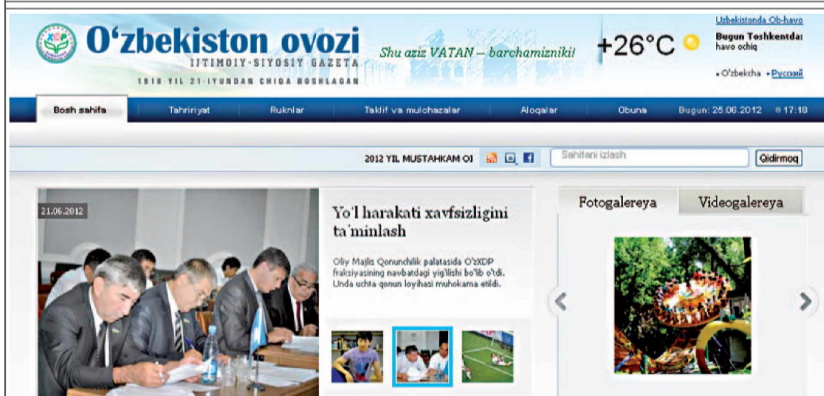 O'zbekiston ovozi
IJTIMOIY-SIYOSIY GAZETA
1918-YIL 21-IYUNDAN CHIQA BOSHLAGAN
Shu aziz VATAN – barchamizniki!
+26°C
Uzbekistonda Ob-havo
Bugun Toshkentda:
havo ochiq
• O'zbekcha • Русский
Bosh sahifa Tahririyat Ruknlar Taklif va mulohazalar Aloqalar Obuna Bugun: 25.06.2012 17:18
2012 YIL MUSTAHKAM OI Sahifani izlash Qidirmoq
21.06.2012
Yo'l harakati xavfsizligini
ta'minlash
Oliy Majlis Qonunchilik palatasida O'zXDP
fraksiyasining navbatdagi yig'ilishi bo'lib o'tdi.
Unda uchta qonun loyihasi muhokama etildi.
Fotogalereya Videogalereya